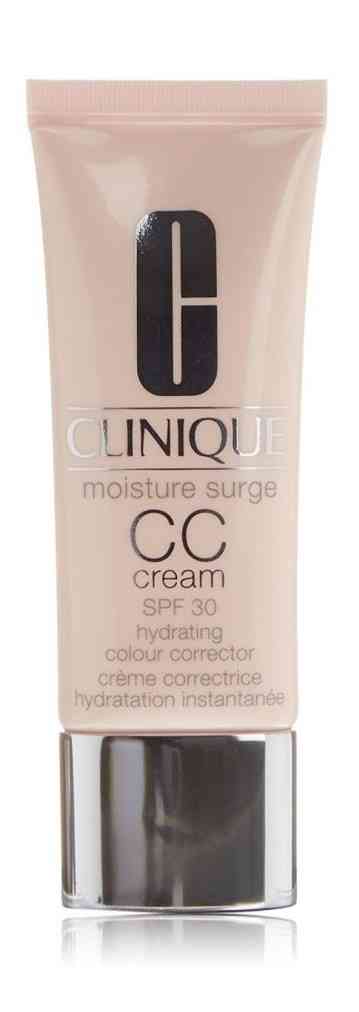 C
CLINIQUE
moisture surge
CC
cream
SPF 30
hydrating
colour corrector
crème correctrice
hydratation instantanée